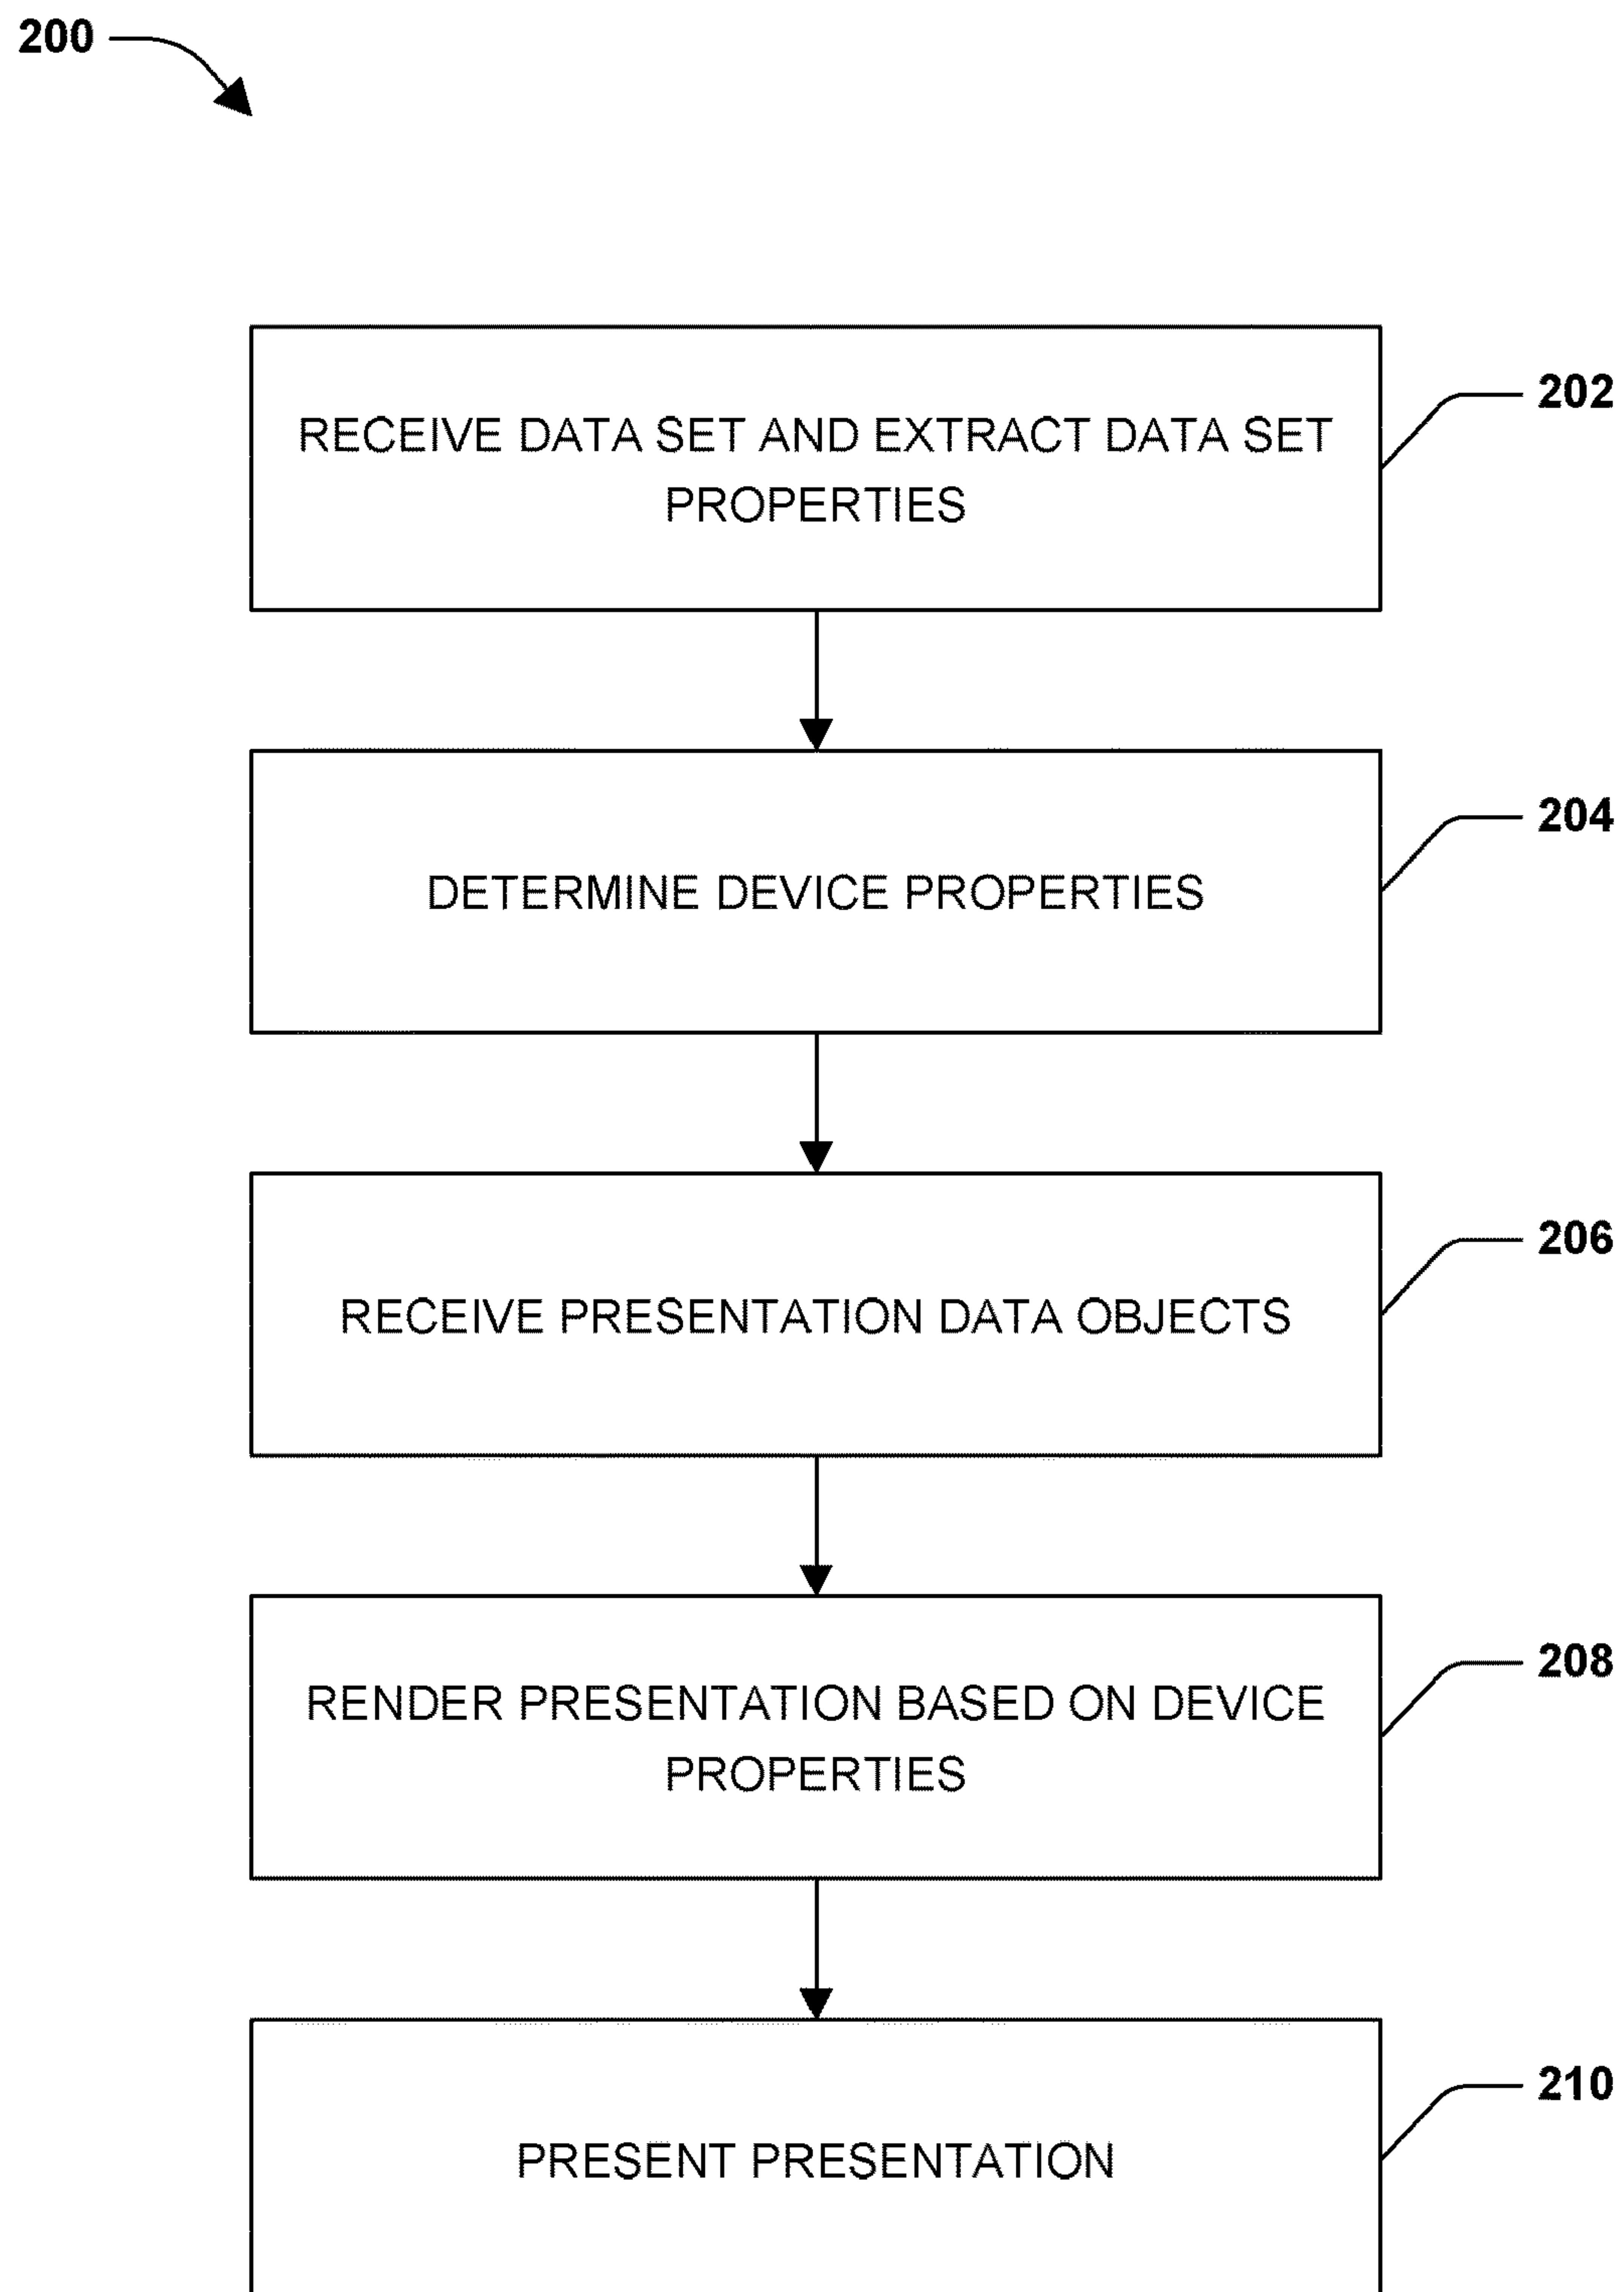 200
202
RECEIVE DATA SET AND EXTRACT DATA SET
PROPERTIES
204
DETERMINE DEVICE PROPERTIES
206
RECEIVE PRESENTATION DATA OBJECTS
208
RENDER PRESENTATION BASED ON DEVICE
PROPERTIES
210
PRESENT PRESENTATION